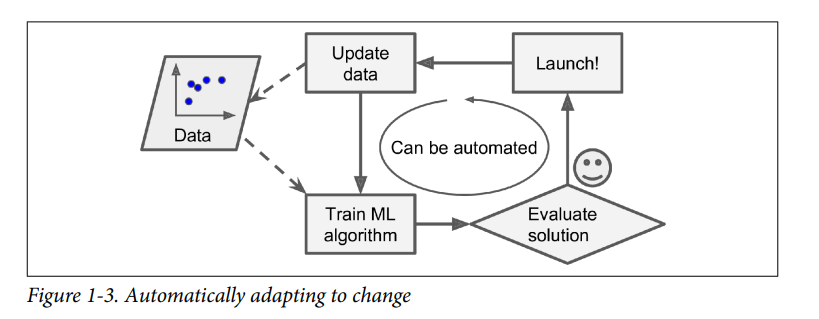 Update
data
Launch!
Data
Can be automated
Train ML
algorithm
Evaluate
solution
Figure 1-3. Automatically adapting to change